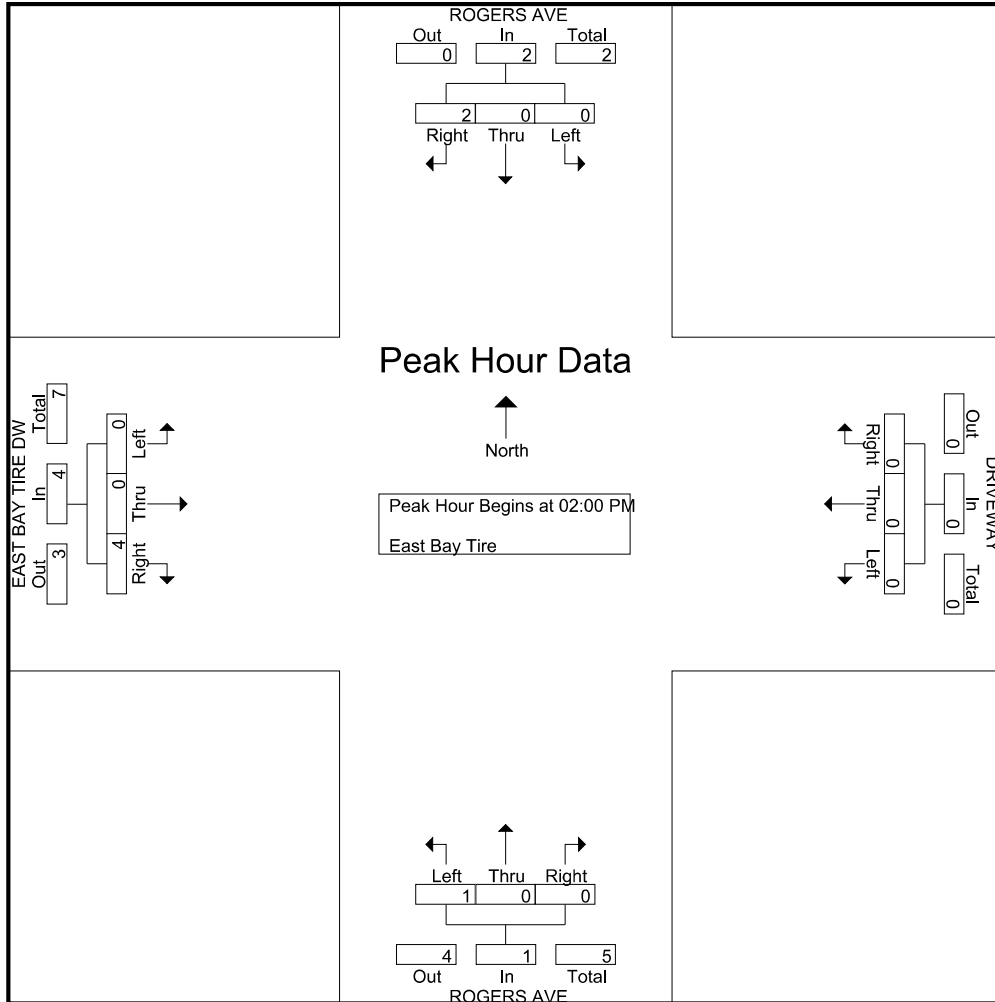 ROGERS AVE
Out In Total
0 2 2
2 0 0
Right Thru Left
Peak Hour Data
North
Peak Hour Begins at 02:00 PM
East Bay Tire
EAST BAY TIRE DW
Out In Total
3 4 7
Right Thru Left
4 0 0
DRIVEWAY
Out In Total
0 0 0
Right Thru Left
0 0 0
Left Thru Right
1 0 0
4 1 5
Out In Total
ROGERS AVE